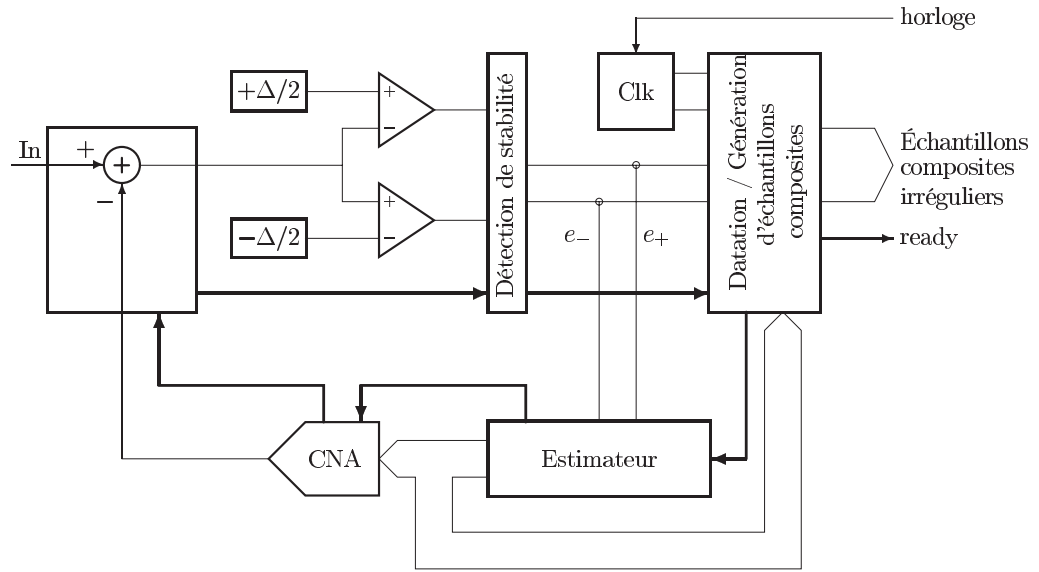 horloge
+Δ/2
Clk
+
−
Détection de stabilité
Datation / Génération
d'échantillons
composites
In
+
+
−
Échantillons
composites
irréguliers
+
−
−Δ/2
e−
e+
ready
CNA
Estimateur